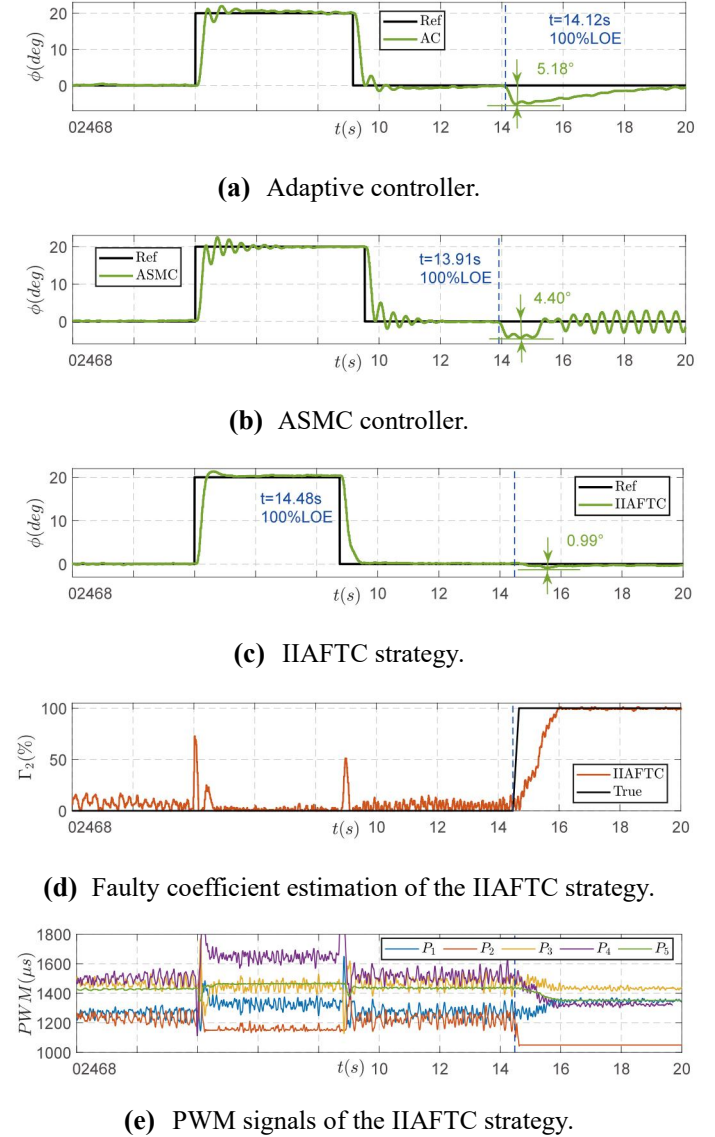 20
10
0
ϕ(deg)
Ref
AC
t=14.12s
100%LOE
5.18°
02468 t(s) 10 12 14 16 18 20
(a) Adaptive controller.
20
10
0
ϕ(deg)
Ref
ASMC
t=13.91s
100%LOE
4.40°
02468 t(s) 10 12 14 16 18 20
(b) ASMC controller.
20
10
0
ϕ(deg)
t=14.48s
100%LOE
Ref
IIAFTC
0.99°
02468 t(s) 10 12 14 16 18 20
(c) IIAFTC strategy.
100
50
0
Γ₂(%)
IIAFTC
True
02468 t(s) 10 12 14 16 18 20
(d) Faulty coefficient estimation of the IIAFTC strategy.
1800
1600
1400
1200
1000
PWM(μs)
P₁ P₂ P₃ P₄ P₅
02468 t(s) 10 12 14 16 18 20
(e) PWM signals of the IIAFTC strategy.